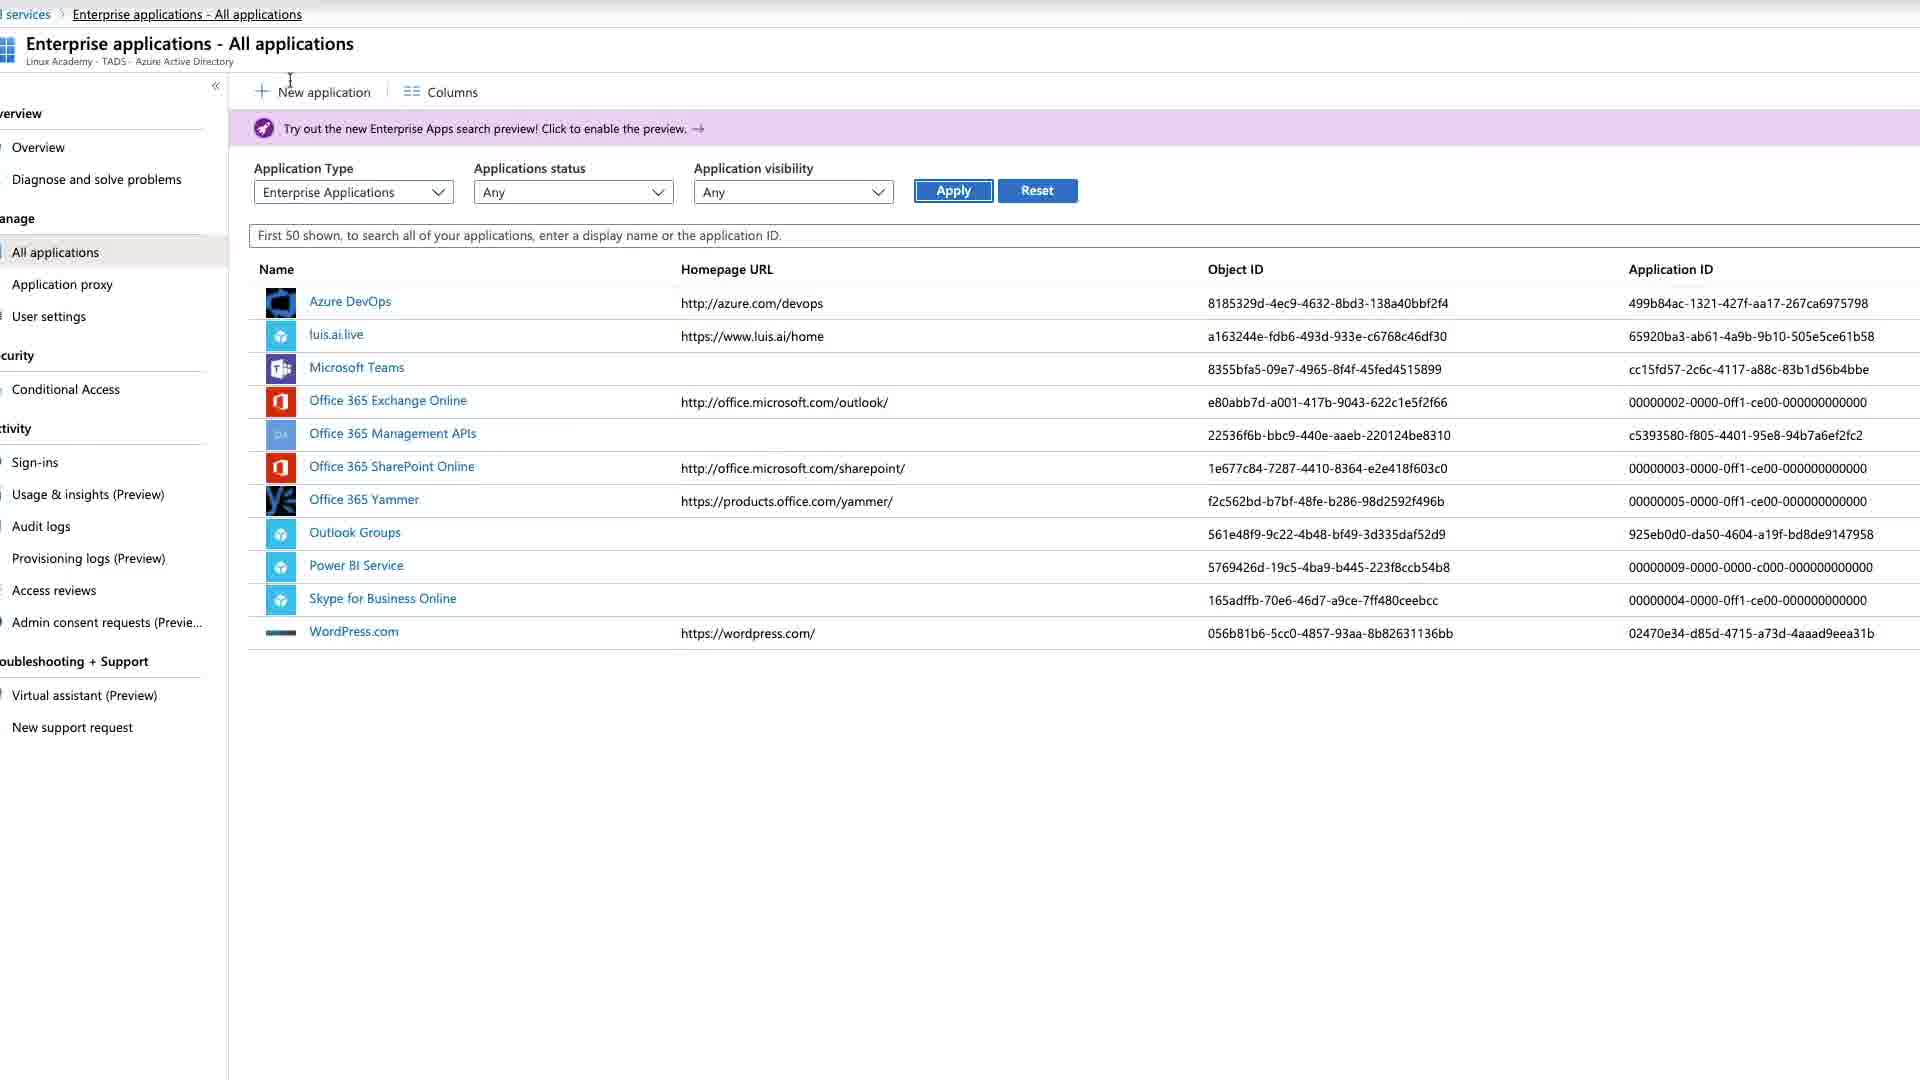 l services > Enterprise applications - All applications
Enterprise applications - All applications
Linux Academy - TADS - Azure Active Directory
«
New application
Columns
verview
Overview
Diagnose and solve problems
anage
All applications
Application proxy
User settings
curity
Conditional Access
tivity
Sign-ins
Usage & insights (Preview)
Audit logs
Provisioning logs (Preview)
Access reviews
Admin consent requests (Previe...
oubleshooting + Support
Virtual assistant (Preview)
New support request
Try out the new Enterprise Apps search preview! Click to enable the preview. →
Application Type Applications status Application visibility
Enterprise Applications Any Any Apply Reset
First 50 shown, to search all of your applications, enter a display name or the application ID.
Name Homepage URL Object ID Application ID
Azure DevOps http://azure.com/devops 8185329d-4ec9-4632-8bd3-138a40bbf2f4 499b84ac-1321-427f-aa17-267ca6975798
luis.ai.live https://www.luis.ai/home a163244e-fdb6-493d-933e-c6768c46df30 65920ba3-ab61-4a9b-9b10-505e5ce61b58
Microsoft Teams 8355bfa5-09e7-4965-8f4f-45fed4515899 cc15fd57-2c6c-4117-a88c-83b1d56b4bbe
Office 365 Exchange Online http://office.microsoft.com/outlook/ e80abb7d-a001-417b-9043-622c1e5f2f66 00000002-0000-0ff1-ce00-000000000000
DA Office 365 Management APIs 22536f6b-bbc9-440e-aaeb-220124be8310 c5393580-f805-4401-95e8-94b7a6ef2fc2
Office 365 SharePoint Online http://office.microsoft.com/sharepoint/ 1e677c84-7287-4410-8364-e2e418f603c0 00000003-0000-0ff1-ce00-000000000000
Office 365 Yammer https://products.office.com/yammer/ f2c562bd-b7bf-48fe-b286-98d2592f496b 00000005-0000-0ff1-ce00-000000000000
Outlook Groups 561e48f9-9c22-4b48-bf49-3d335daf52d9 925eb0d0-da50-4604-a19f-bd8de9147958
Power BI Service 5769426d-19c5-4ba9-b445-223f8ccb54b8 00000009-0000-0000-c000-000000000000
Skype for Business Online 165adffb-70e6-46d7-a9ce-7ff480ceebcc 00000004-0000-0ff1-ce00-000000000000
WordPress.com https://wordpress.com/ 056b81b6-5cc0-4857-93aa-8b82631136bb 02470e34-d85d-4715-a73d-4aaad9eea31b